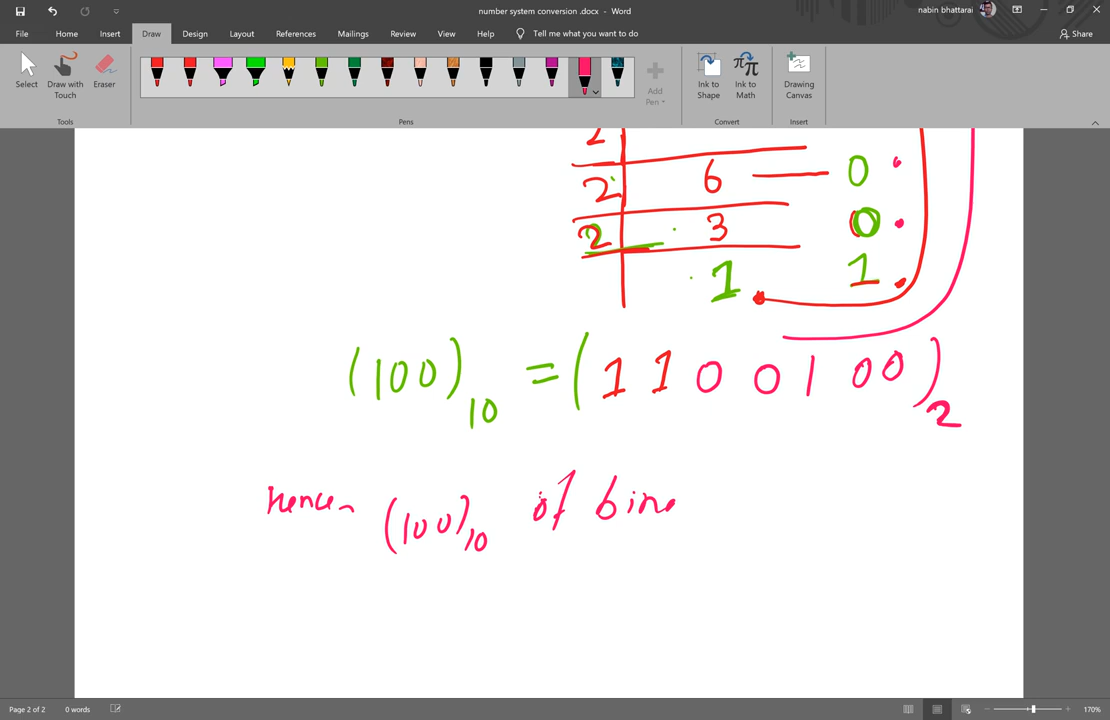 number system conversion .docx - Word
nabin bhattarai
File Home Insert Draw Design Layout References Mailings Review View Help Tell me what you want to do Share
Select Draw with Touch Eraser Add Pen Ink to Shape Ink to Math Drawing Canvas
Tools Pens Convert Insert
2
2 6 0
2 3 0
1 1
(100)10 = (1100100)2
hence (100)10 of bina
Page 2 of 2 0 words 170%